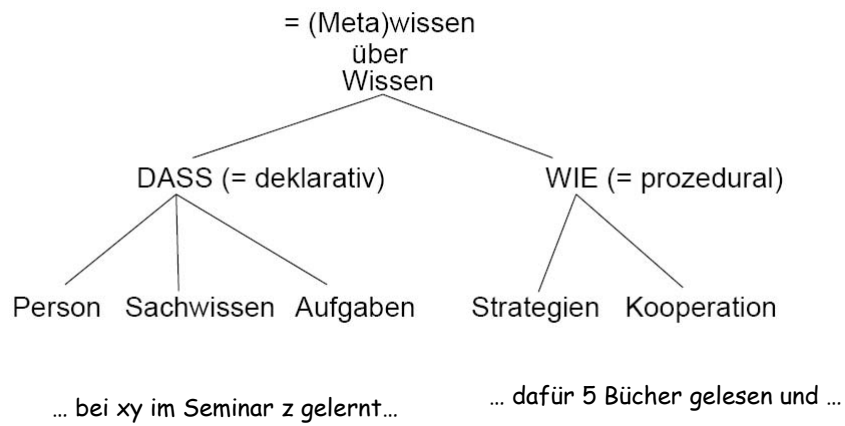 = (Meta)wissen
über
Wissen
DASS (= deklarativ)
WIE (= prozedural)
Person
Sachwissen
Aufgaben
Strategien
Kooperation
... bei xy im Seminar z gelernt...
... dafür 5 Bücher gelesen und ...